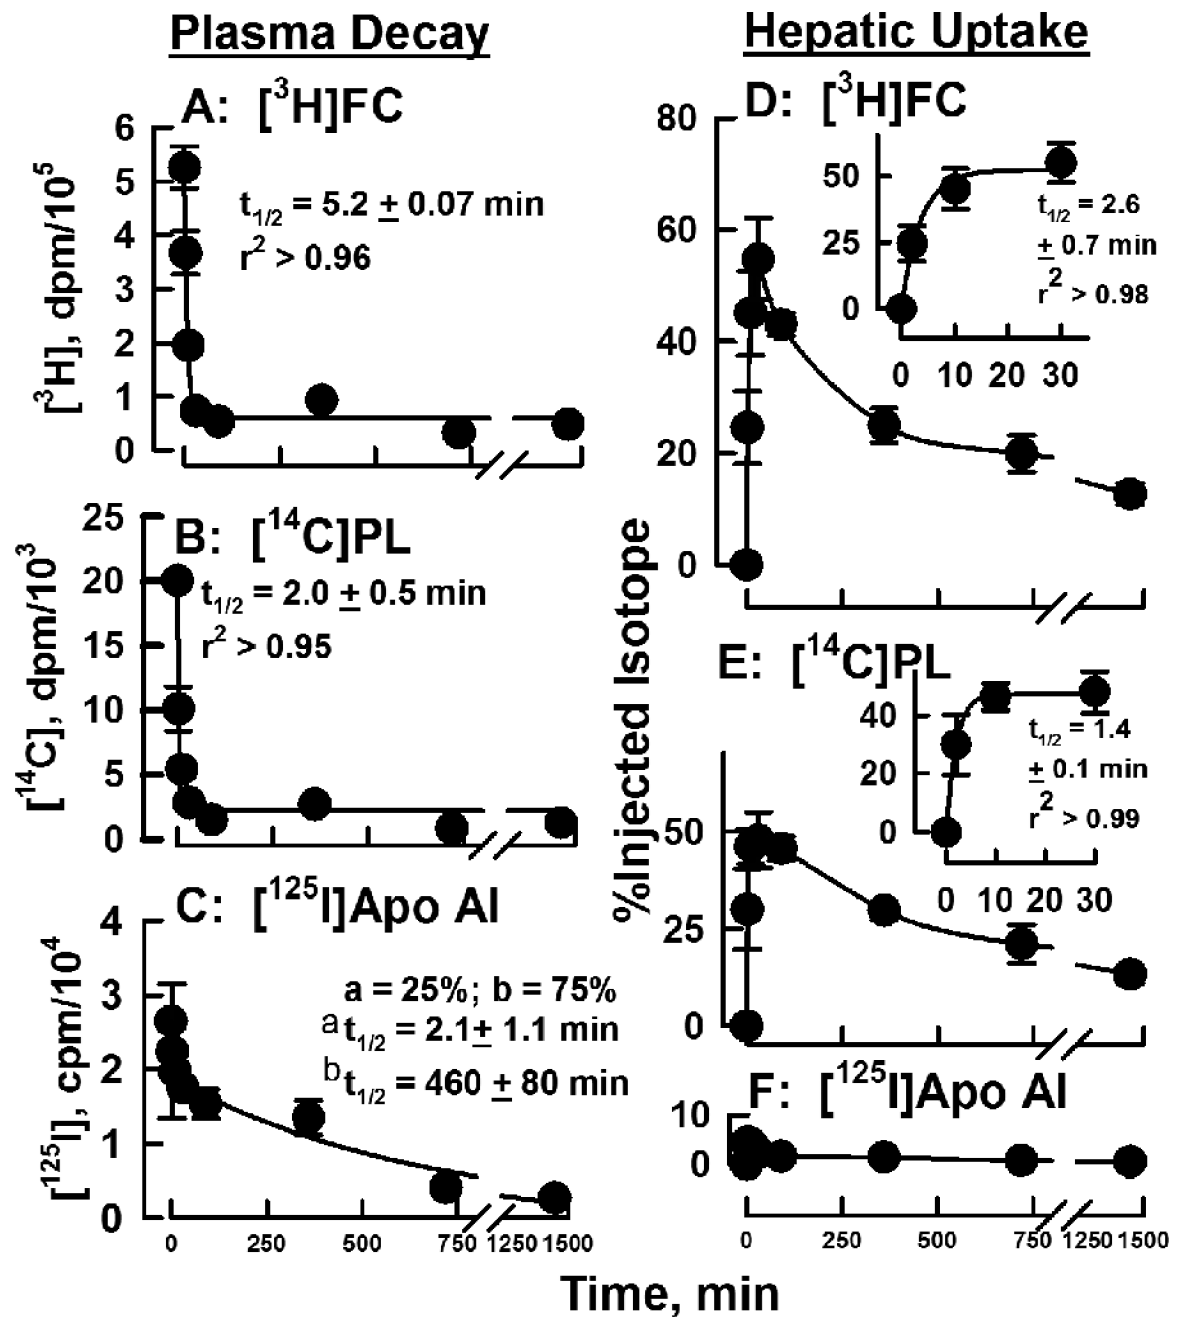 Plasma Decay
A: [³H]FC
[³H], dpm/10⁵
6
5
4
3
2
1
0
t₁/₂ = 5.2 ± 0.07 min
r² > 0.96
B: [¹⁴C]PL
[¹⁴C], dpm/10³
25
20
15
10
5
0
t₁/₂ = 2.0 ± 0.5 min
r² > 0.95
C: [¹²⁵I]Apo AI
[¹²⁵I], cpm/10⁴
4
3
2
1
0
a = 25%; b = 75%
ᵃt₁/₂ = 2.1± 1.1 min
ᵇt₁/₂ = 460 ± 80 min
0 250 500 750 1250 1500
Hepatic Uptake
%Injected Isotope
D: [³H]FC
80
60
40
20
0
50
25
0
t₁/₂ = 2.6
± 0.7 min
r² > 0.98
0 10 20 30
E: [¹⁴C]PL
50
25
0
40
20
0
t₁/₂ = 1.4
± 0.1 min
r² > 0.99
0 10 20 30
F: [¹²⁵I]Apo AI
10
0
0 250 500 750 1250 1500
Time, min